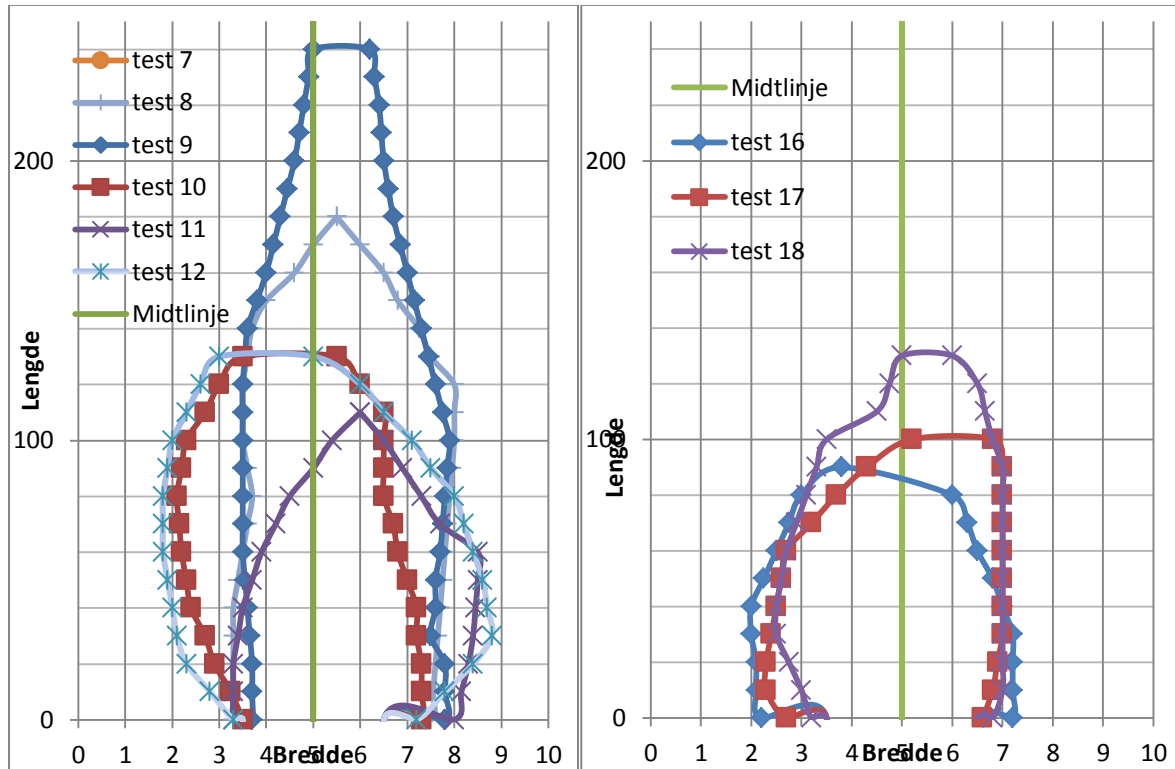 test 7
test 8
test 9
test 10
test 11
test 12
Midtlinje
200
100
0
Lengde
0 1 2 3 4 5 6 7 8 9 10
Bredde
Midtlinje
test 16
test 17
test 18
200
100
0
Lengde
0 1 2 3 4 5 6 7 8 9 10
Bredde